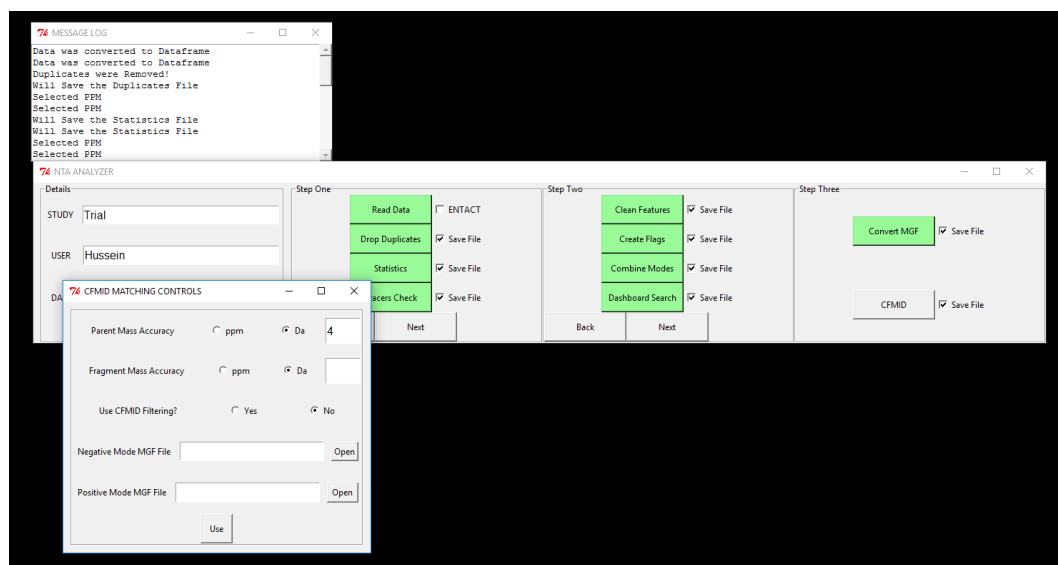 MESSAGE LOG
Data was converted to Dataframe
Data was converted to Dataframe
Duplicates were Removed!
Will Save the Duplicates File
Selected PPM
Selected PPM
Will Save the Statistics File
Will Save the Statistics File
Selected PPM
Selected PPM
NTA ANALYZER
Details
STUDY Trial
USER Hussein
DA
Step One
Read Data ENTACT
Drop Duplicates Save File
Statistics Save File
racers Check Save File
Next
Step Two
Clean Features Save File
Create Flags Save File
Combine Modes Save File
Dashboard Search Save File
Back Next
Step Three
Convert MGF Save File
CFMID Save File
CFMID MATCHING CONTROLS
Parent Mass Accuracy ppm Da 4
Fragment Mass Accuracy ppm Da
Use CFMID Filtering? Yes No
Negative Mode MGF File Open
Positive Mode MGF File Open
Use